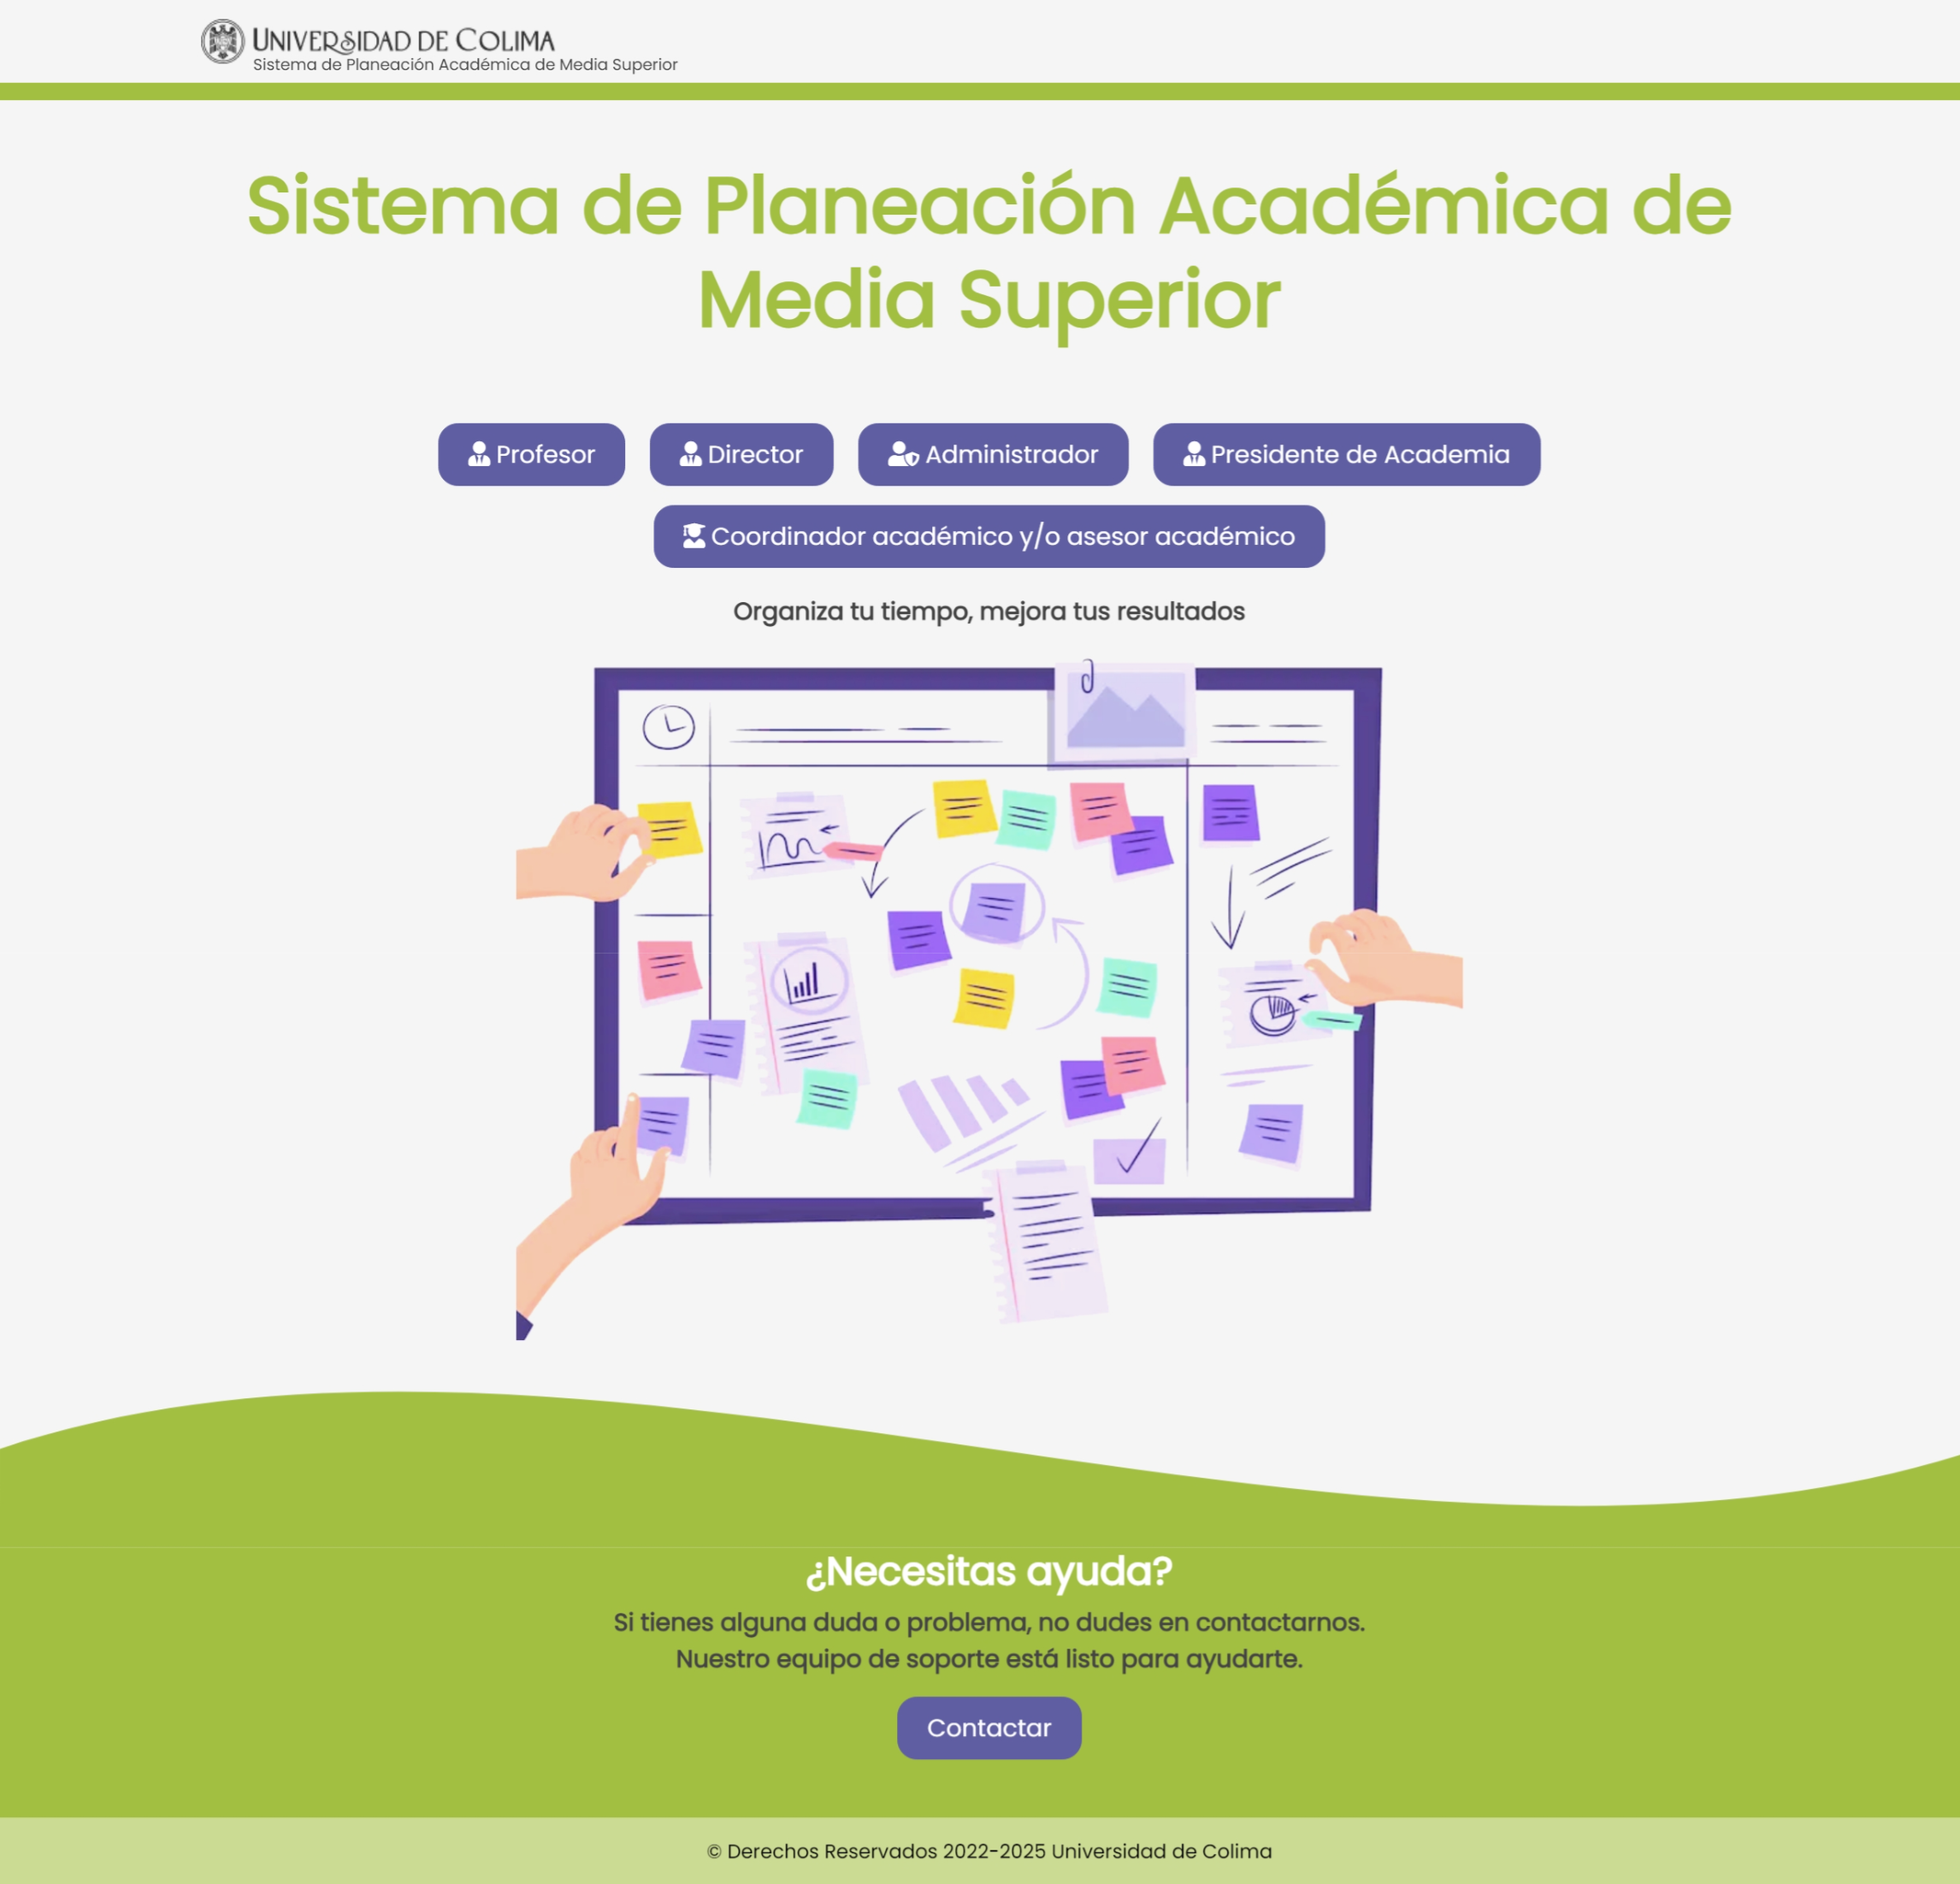 UNIVERSIDAD DE COLIMA
Sistema de Planeación Académica de Media Superior
Sistema de Planeación Académica de
Media Superior
Profesor
Director
Administrador
Presidente de Academia
Coordinador académico y/o asesor académico
Organiza tu tiempo, mejora tus resultados
¿Necesitas ayuda?
Si tienes alguna duda o problema, no dudes en contactarnos.
Nuestro equipo de soporte está listo para ayudarte.
Contactar
© Derechos Reservados 2022-2025 Universidad de Colima